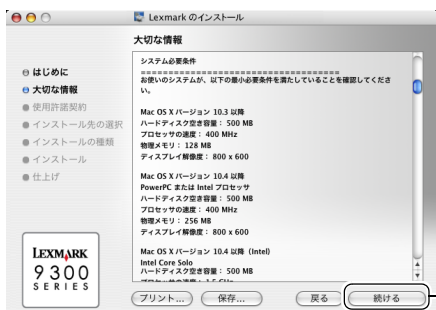 Lexmark のインストール
大切な情報
はじめに
大切な情報
使用許諾契約
インストール先の選択
インストールの種類
インストール
仕上げ
システム必要条件
========================================
お使いのシステムが、以下の最小必要条件を満たしていることを確認してくださ
い。
Mac OS X バージョン 10.3 以降
ハードディスク空き容量： 500 MB
プロセッサの速度： 400 MHz
物理メモリ： 128 MB
ディスプレイ解像度： 800 x 600
Mac OS X バージョン 10.4 以降
PowerPC または Intel プロセッサ
ハードディスク空き容量： 500 MB
プロセッサの速度： 400 MHz
物理メモリ： 256 MB
ディスプレイ解像度： 800 x 600
Mac OS X バージョン 10.4 以降（Intel）
Intel Core Solo
ハードディスク空き容量： 500 MB
LEXMARK
9300
SERIES
プリント...
保存...
戻る
続ける